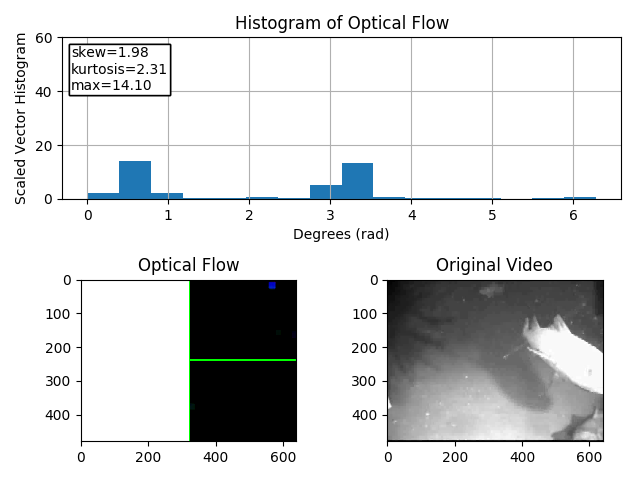 Histogram of Optical Flow
Scaled Vector Histogram
60
40
20
0
skew=1.98
kurtosis=2.31
max=14.10
0 1 2 3 4 5 6
Degrees (rad)
Optical Flow
0
100
200
300
400
0 200 400 600
Original Video
0
100
200
300
400
0 200 400 600